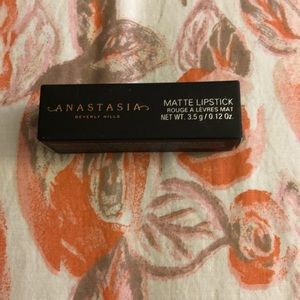 ANASTASIA
BEVERLY HILLS
MATTE LIPSTICK
ROUGE A LÈVRES MAT
NET WT. 3.5 g / 0.12 Oz.